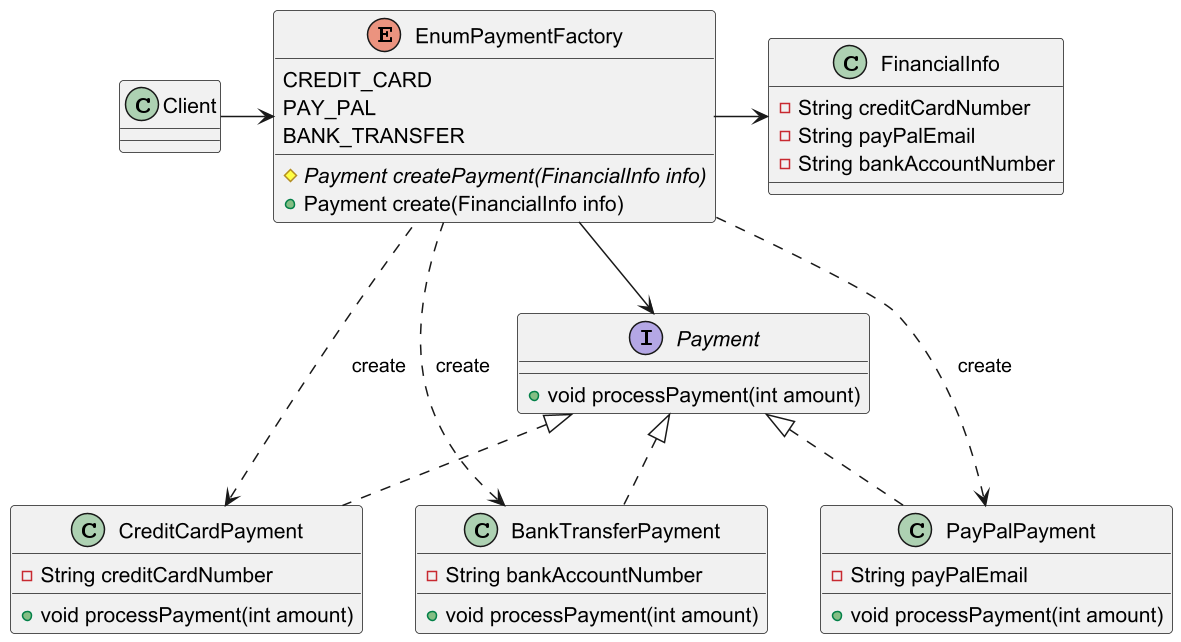 E EnumPaymentFactory
CREDIT_CARD
PAY_PAL
BANK_TRANSFER
Payment createPayment(FinancialInfo info)
Payment create(FinancialInfo info)
C Client
C FinancialInfo
String creditCardNumber
String payPalEmail
String bankAccountNumber
I Payment
void processPayment(int amount)
create
create
create
C CreditCardPayment
String creditCardNumber
void processPayment(int amount)
C BankTransferPayment
String bankAccountNumber
void processPayment(int amount)
C PayPalPayment
String payPalEmail
void processPayment(int amount)